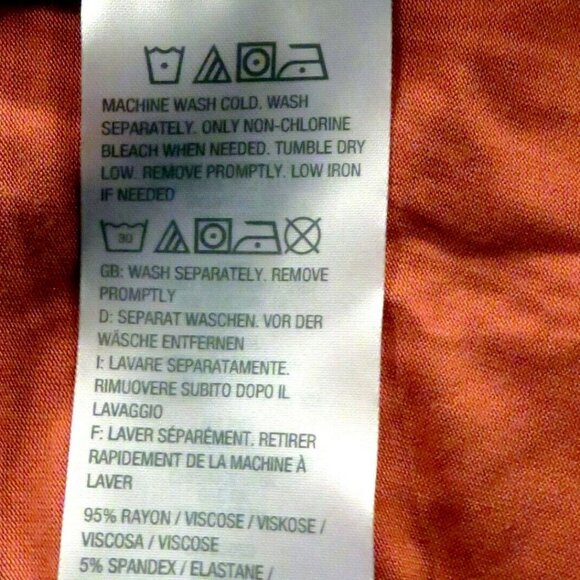 MACHINE WASH COLD. WASH
SEPARATELY. ONLY NON-CHLORINE
BLEACH WHEN NEEDED. TUMBLE DRY
LOW. REMOVE PROMPTLY. LOW IRON
IF NEEDED
30
GB: WASH SEPARATELY. REMOVE
PROMPTLY
D: SEPARAT WASCHEN. VOR DER
WÄSCHE ENTFERNEN
I: LAVARE SEPARATAMENTE.
RIMUOVERE SUBITO DOPO IL
LAVAGGIO
F: LAVER SÉPARÉMENT. RETIRER
RAPIDEMENT DE LA MACHINE À
LAVER
95% RAYON / VISCOSE / VISKOSE /
VISCOSA / VISCOSE
5% SPANDEX / ELASTANE /